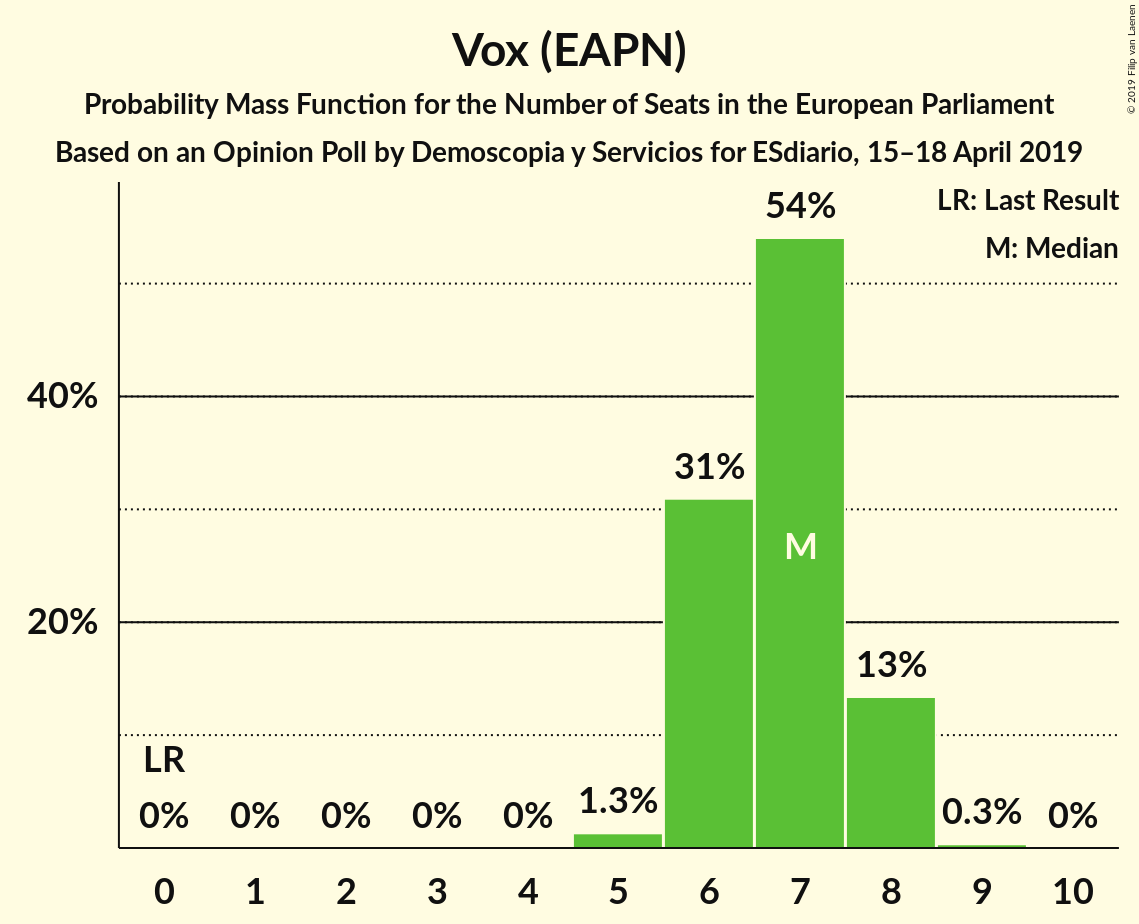 Vox (EAPN)
Probability Mass Function for the Number of Seats in the European Parliament
Based on an Opinion Poll by Demoscopia y Servicios for ESdiario, 15–18 April 2019
© 2019 Filip van Laenen
LR: Last Result
M: Median
54%
40%
31%
M
20%
13%
LR
0% 0% 0% 0% 0% 1.3% 0.3% 0%
0 1 2 3 4 5 6 7 8 9 10